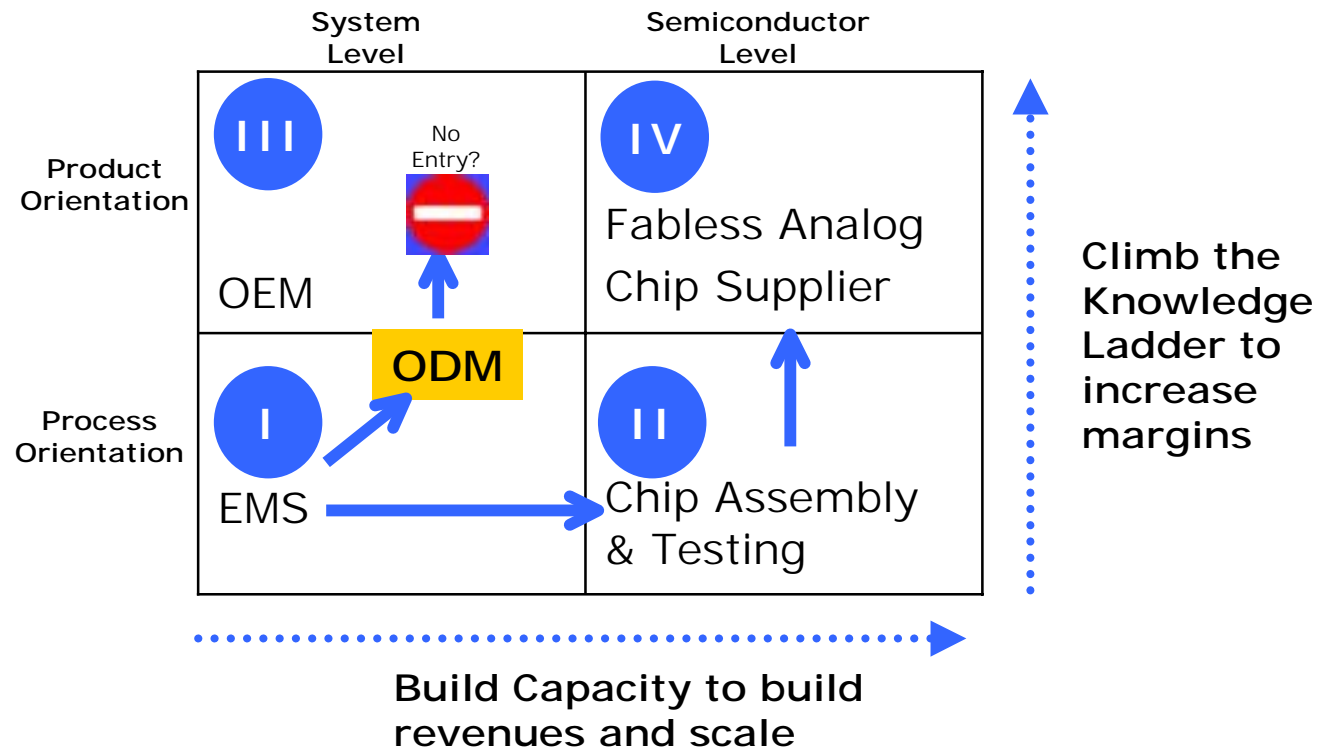 System
Level
Semiconductor
Level
Product
Orientation
III
No
Entry?
OEM
IV
Fabless Analog
Chip Supplier
ODM
Process
Orientation
I
EMS
II
Chip Assembly
& Testing
Climb the
Knowledge
Ladder to
increase
margins
Build Capacity to build
revenues and scale